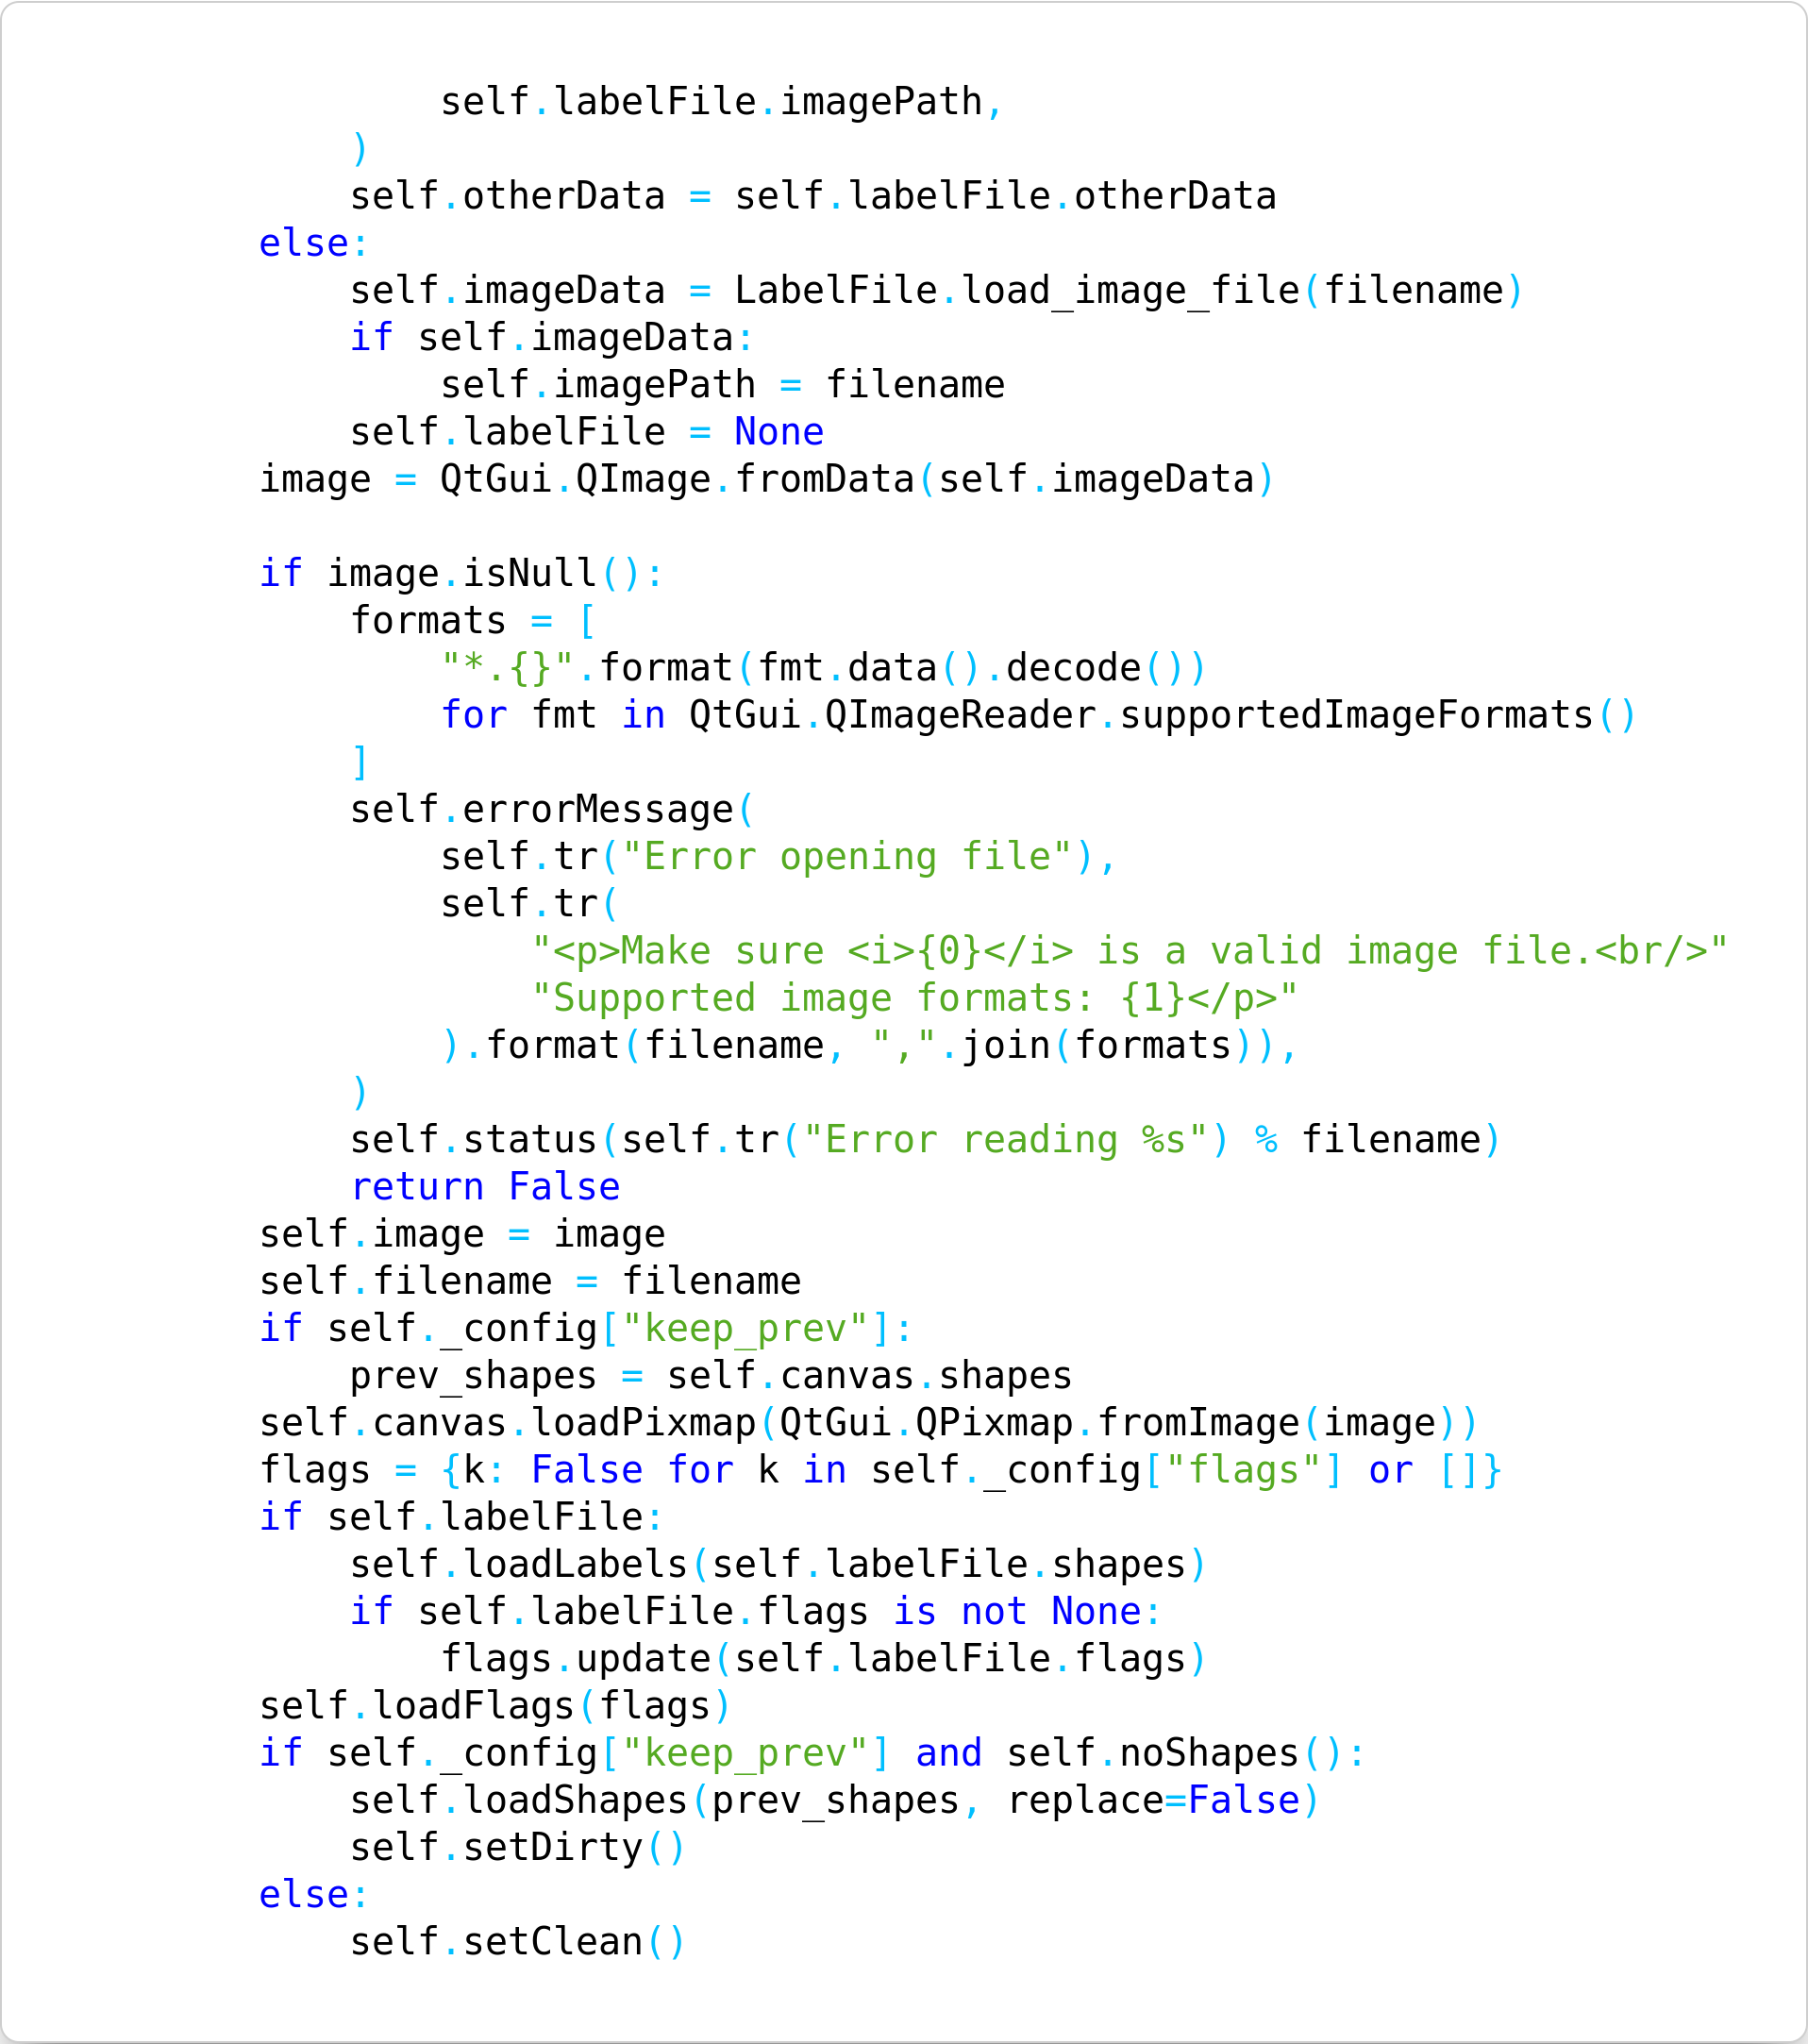 self.labelFile.imagePath,
            )
            self.otherData = self.labelFile.otherData
        else:
            self.imageData = LabelFile.load_image_file(filename)
            if self.imageData:
                self.imagePath = filename
            self.labelFile = None
        image = QtGui.QImage.fromData(self.imageData)

        if image.isNull():
            formats = [
                "*.{}".format(fmt.data().decode())
                for fmt in QtGui.QImageReader.supportedImageFormats()
            ]
            self.errorMessage(
                self.tr("Error opening file"),
                self.tr(
                    "<p>Make sure <i>{0}</i> is a valid image file.<br/>"
                    "Supported image formats: {1}</p>"
                ).format(filename, ",".join(formats)),
            )
            self.status(self.tr("Error reading %s") % filename)
            return False
        self.image = image
        self.filename = filename
        if self._config["keep_prev"]:
            prev_shapes = self.canvas.shapes
        self.canvas.loadPixmap(QtGui.QPixmap.fromImage(image))
        flags = {k: False for k in self._config["flags"] or []}
        if self.labelFile:
            self.loadLabels(self.labelFile.shapes)
            if self.labelFile.flags is not None:
                flags.update(self.labelFile.flags)
        self.loadFlags(flags)
        if self._config["keep_prev"] and self.noShapes():
            self.loadShapes(prev_shapes, replace=False)
            self.setDirty()
        else:
            self.setClean()